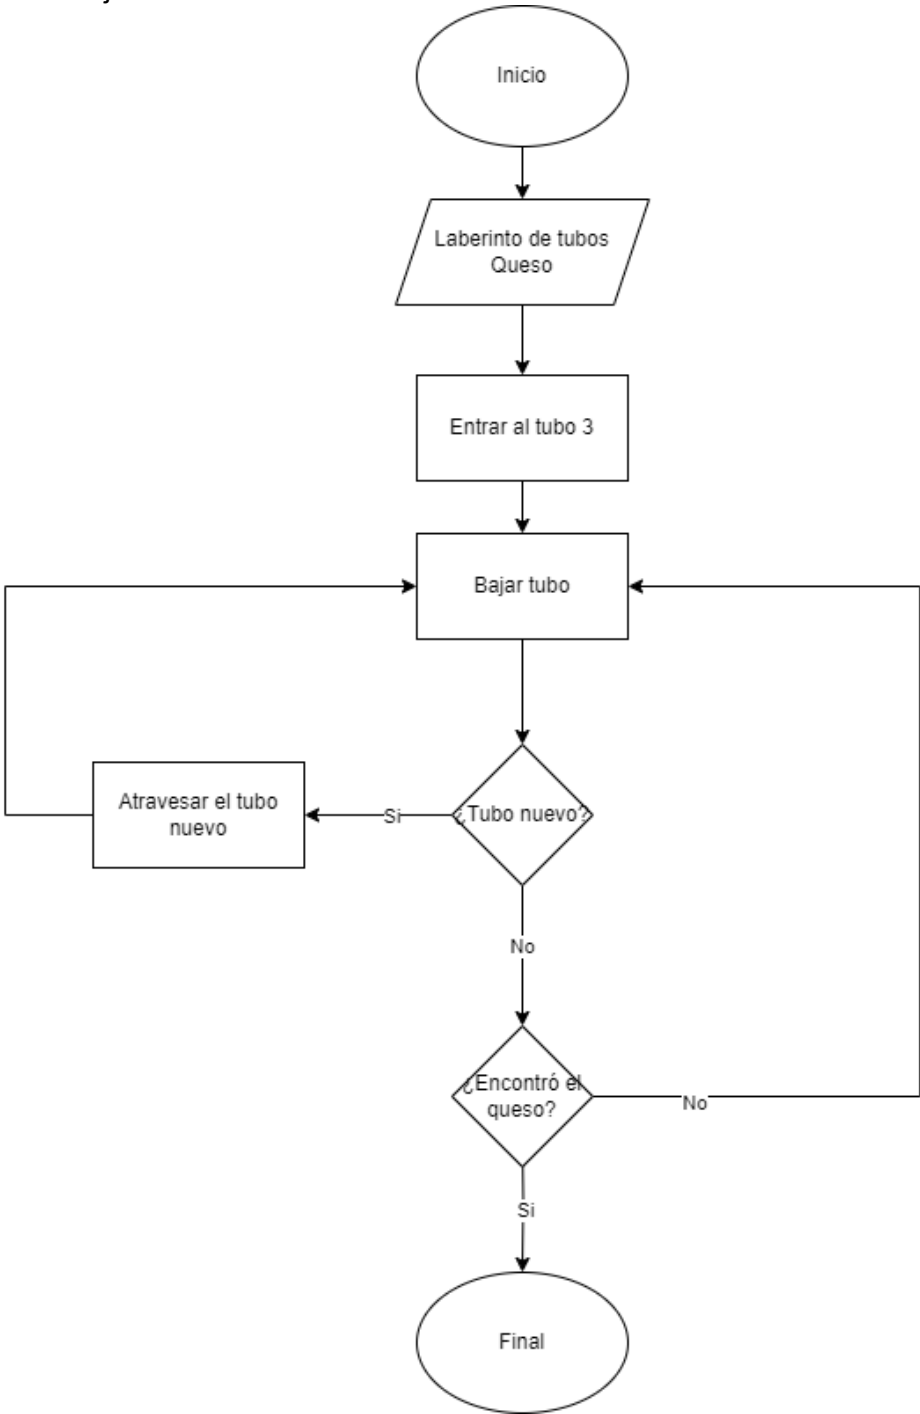 Inicio
Laberinto de tubos
Queso
Entrar al tubo 3
Bajar tubo
Atravesar el tubo
nuevo
Si
¿Tubo nuevo?
No
¿Encontró el
queso?
No
Si
Final